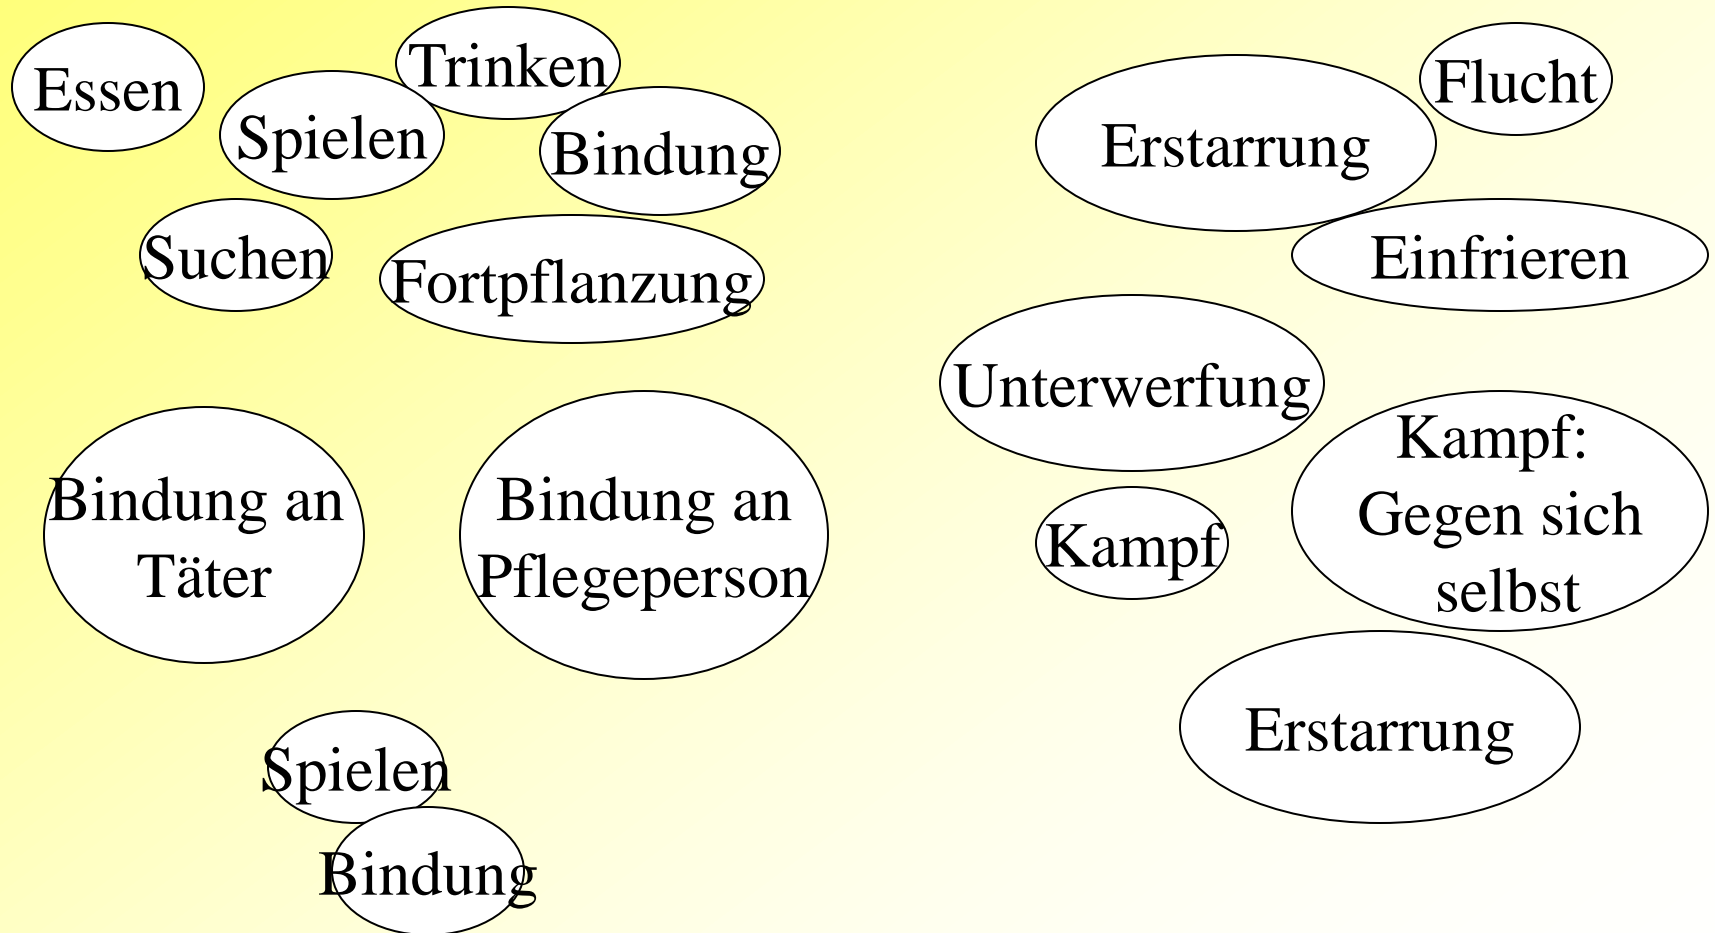 Essen
Trinken
Spielen
Bindung
Suchen
Fortpflanzung
Bindung an
Täter
Bindung an
Pflegeperson
Spielen
Bindung
Flucht
Erstarrung
Einfrieren
Unterwerfung
Kampf:
Gegen sich
selbst
Kampf
Erstarrung